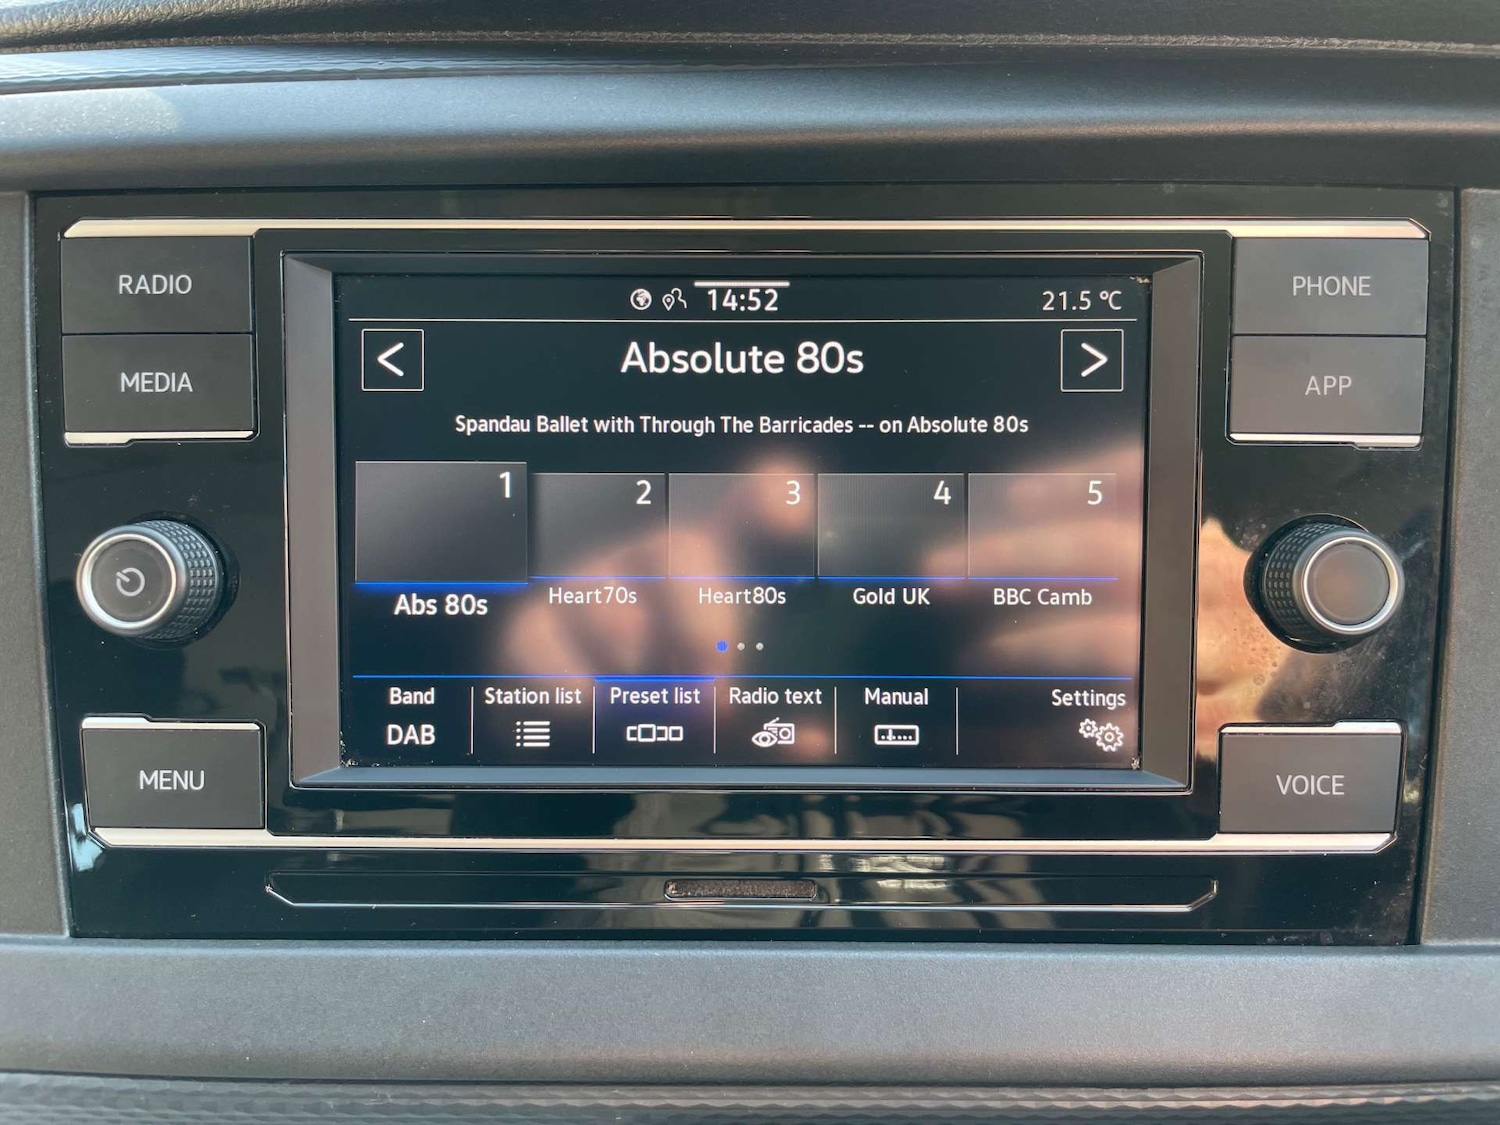 RADIO
MEDIA
MENU
14:52
21.5 °C
<
Absolute 80s
>
Spandau Ballet with Through The Barricades -- on Absolute 80s
1
2
3
4
5
Abs 80s
Heart70s
Heart80s
Gold UK
BBC Camb
Band
DAB
Station list
Preset list
Radio text
Manual
Settings
PHONE
APP
VOICE